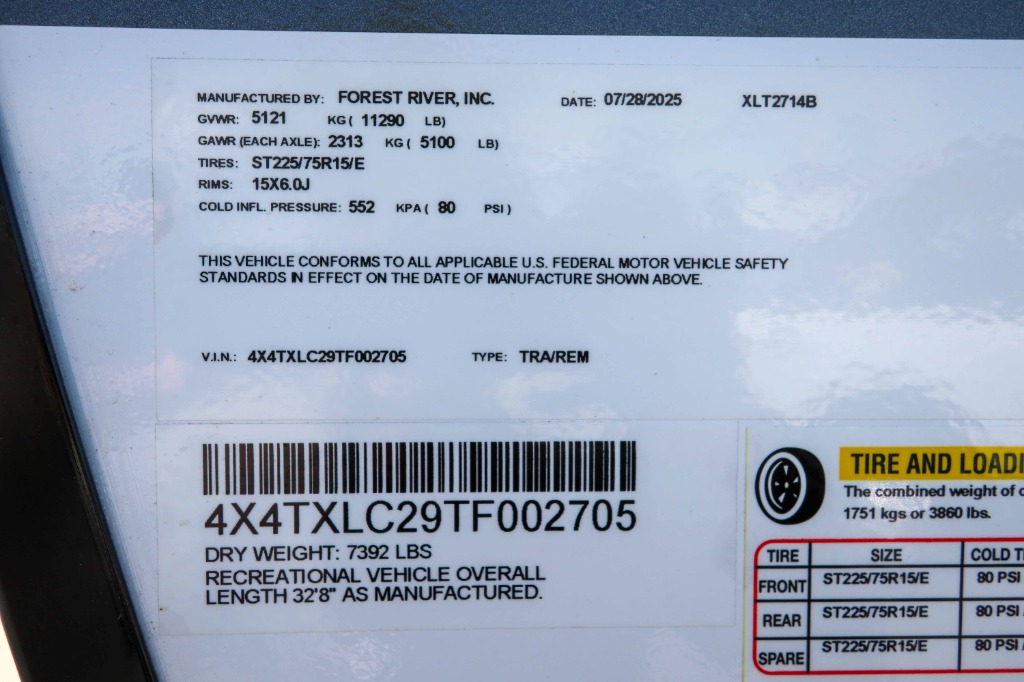 MANUFACTURED BY: FOREST RIVER, INC. DATE: 07/28/2025 XLT2714B
GVWR: 5121 KG ( 11290 LB)
GAWR (EACH AXLE): 2313 KG ( 5100 LB)
TIRES: ST225/75R15/E
RIMS: 15X6.0J
COLD INFL. PRESSURE: 552 KPA ( 80 PSI )
THIS VEHICLE CONFORMS TO ALL APPLICABLE U.S. FEDERAL MOTOR VEHICLE SAFETY
STANDARDS IN EFFECT ON THE DATE OF MANUFACTURE SHOWN ABOVE.
V.I.N.: 4X4TXLC29TF002705 TYPE: TRA/REM
4X4TXLC29TF002705
DRY WEIGHT: 7392 LBS
RECREATIONAL VEHICLE OVERALL
LENGTH 32'8" AS MANUFACTURED.
TIRE AND LOADI
The combined weight of
1751 kgs or 3860 lbs.
TIRE SIZE COLD
FRONT ST225/75R15/E 80 PSI
REAR ST225/75R15/E 80 PSI
SPARE ST225/75R15/E 80 PSI